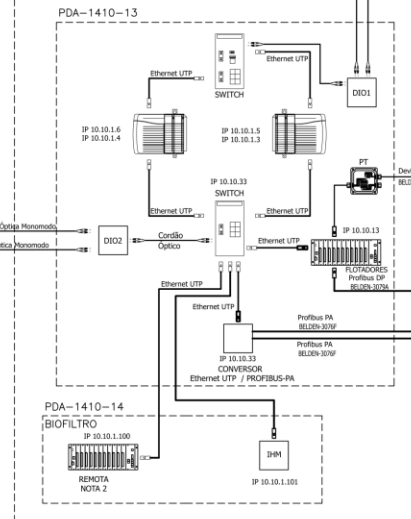 PDA-1410-13
Ethernet UTP
Ethernet UTP
SWITCH
DIO1
IP 10.10.1.6
IP 10.10.1.4
IP 10.10.1.5
IP 10.10.1.3
PT
IP 10.10.33
SWITCH
BELD
Ethernet UTP
Ethernet UTP
Óptica Monomodo
DIO2
Cordão
Óptico
Ethernet UTP
IP 10.10.13
Monomodo
FLOTADORES
Profibus DP
BELDEN-3079A
Ethernet UTP
Ethernet UTP
Profibus PA
BELDEN-3076F
Profibus PA
BELDEN-3076F
IP 10.10.33
CONVERSOR
Ethernet UTP / PROFIBUS-PA
PDA-1410-14
BIOFILTRO
IP 10.10.1.100
REMOTA
NOTA 2
IHM
IP 10.10.1.101